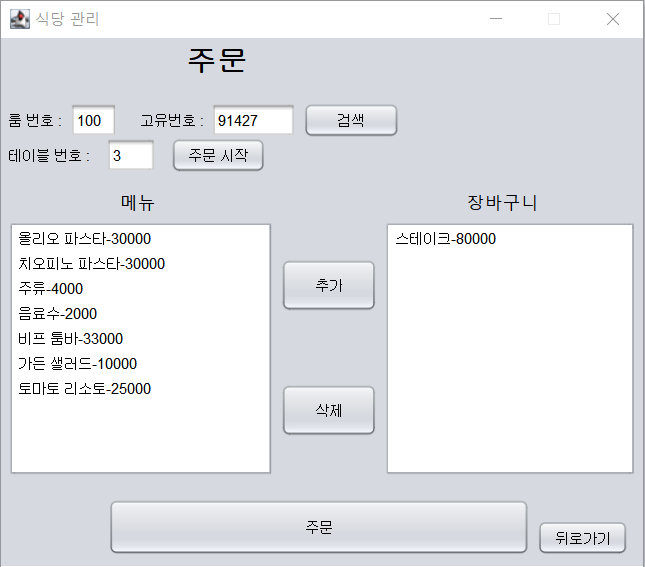 식당 관리
주문
룸 번호 : 100 고유번호 : 91427 검색
테이블 번호 : 3 주문 시작
메뉴 장바구니
올리오 파스타-30000
치오피노 파스타-30000
주류-4000
음료수-2000
비프 툼바-33000
가든 샐러드-10000
토마토 리소토-25000
추가
삭제
스테이크-80000
주문
뒤로가기